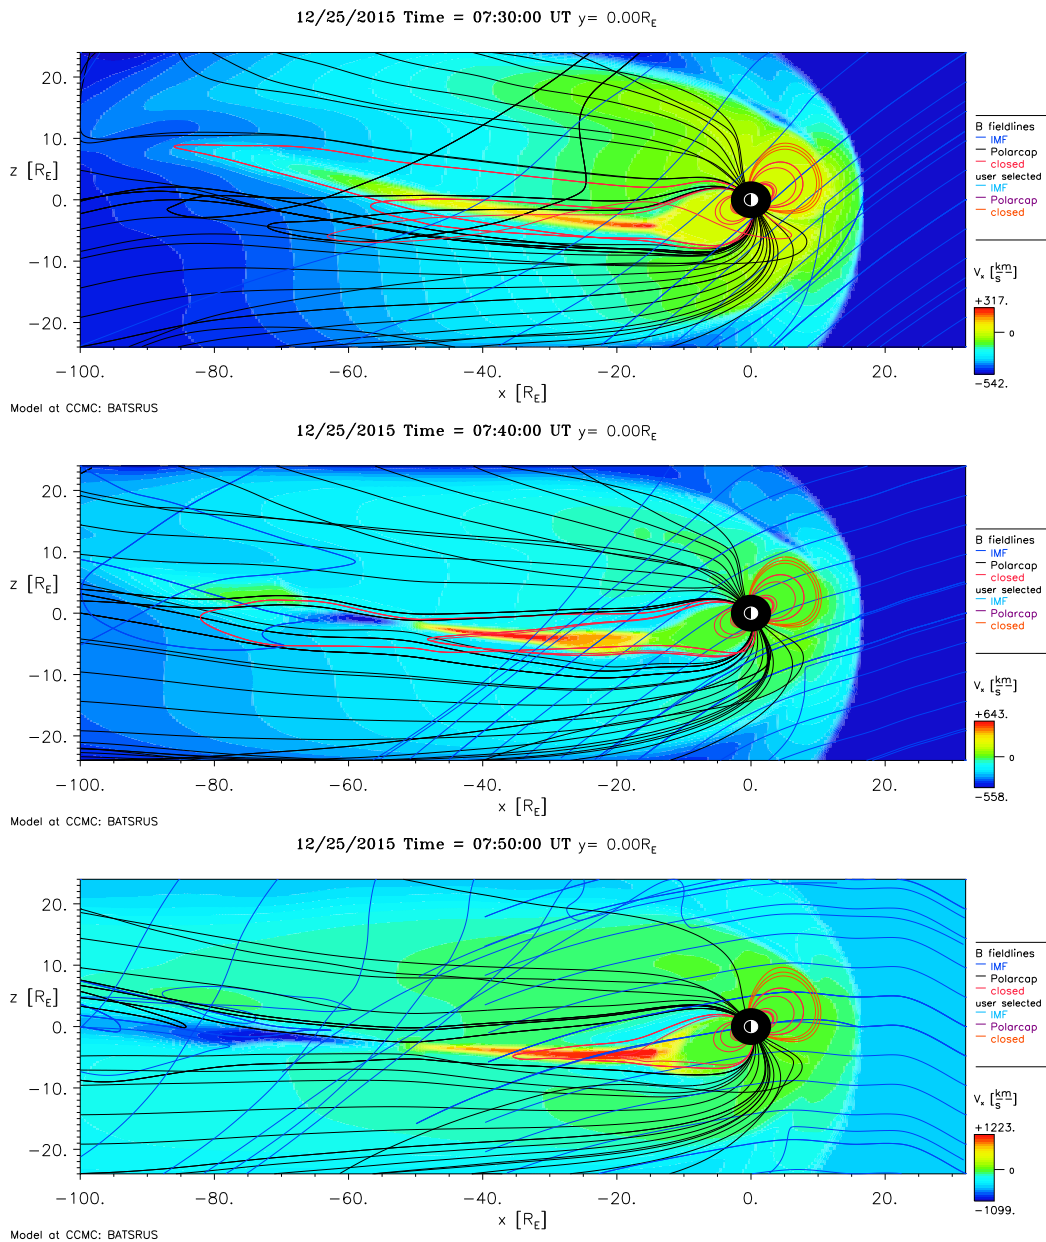 12/25/2015 Time = 07:30:00 UT y= 0.00R_E
20.
10.
0.
-10.
-20.
z [R_E]
-100. -80. -60. -40. -20. 0. 20.
x [R_E]
Model at CCMC: BATSRUS
B fieldlines
IMF
Polarcap
closed
user selected
IMF
Polarcap
closed
V_x [km/s]
+317.
0
-542.
12/25/2015 Time = 07:40:00 UT y= 0.00R_E
20.
10.
0.
-10.
-20.
z [R_E]
-100. -80. -60. -40. -20. 0. 20.
x [R_E]
Model at CCMC: BATSRUS
B fieldlines
IMF
Polarcap
closed
user selected
IMF
Polarcap
closed
V_x [km/s]
+643.
0
-558.
12/25/2015 Time = 07:50:00 UT y= 0.00R_E
20.
10.
0.
-10.
-20.
z [R_E]
-100. -80. -60. -40. -20. 0. 20.
x [R_E]
Model at CCMC: BATSRUS
B fieldlines
IMF
Polarcap
closed
user selected
IMF
Polarcap
closed
V_x [km/s]
+1223.
0
-1099.